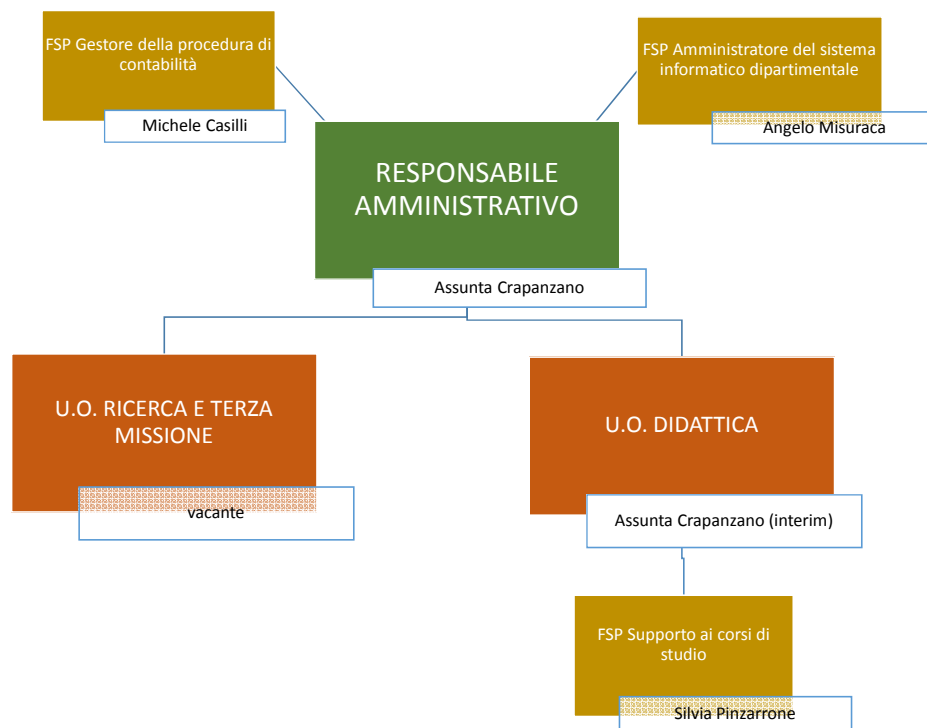 FSP Gestore della procedura di
contabilità
Michele Casilli
FSP Amministratore del sistema
informatico dipartimentale
Angelo Misuraca
RESPONSABILE
AMMINISTRATIVO
Assunta Crapanzano
U.O. RICERCA E TERZA
MISSIONE
vacante
U.O. DIDATTICA
Assunta Crapanzano (interim)
FSP Supporto ai corsi di
studio
Silvia Pinzarrone